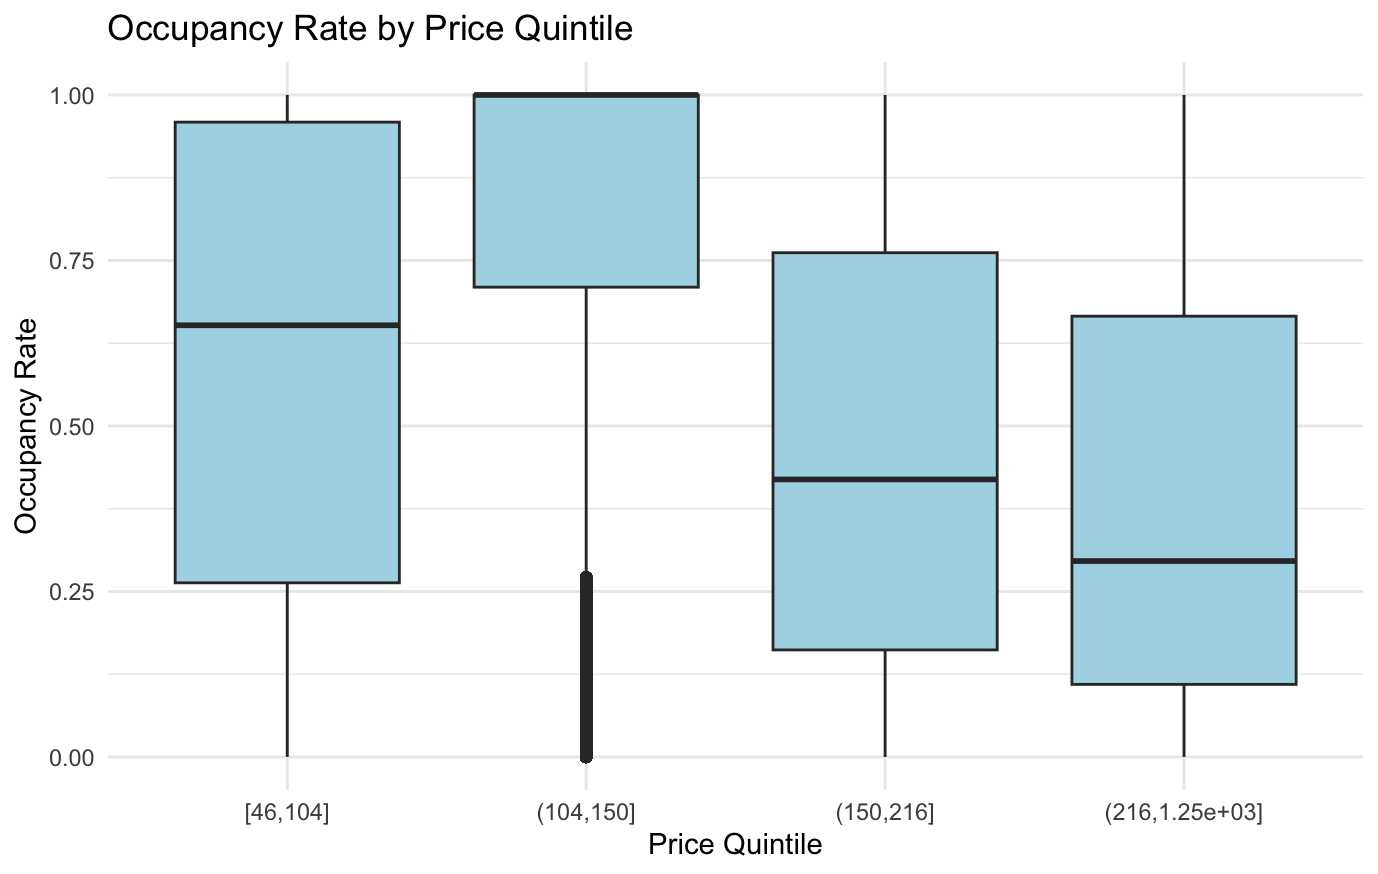 Occupancy Rate by Price Quintile
Occupancy Rate
1.00
0.75
0.50
0.25
0.00
[46,104]
(104,150]
(150,216]
(216,1.25e+03]
Price Quintile